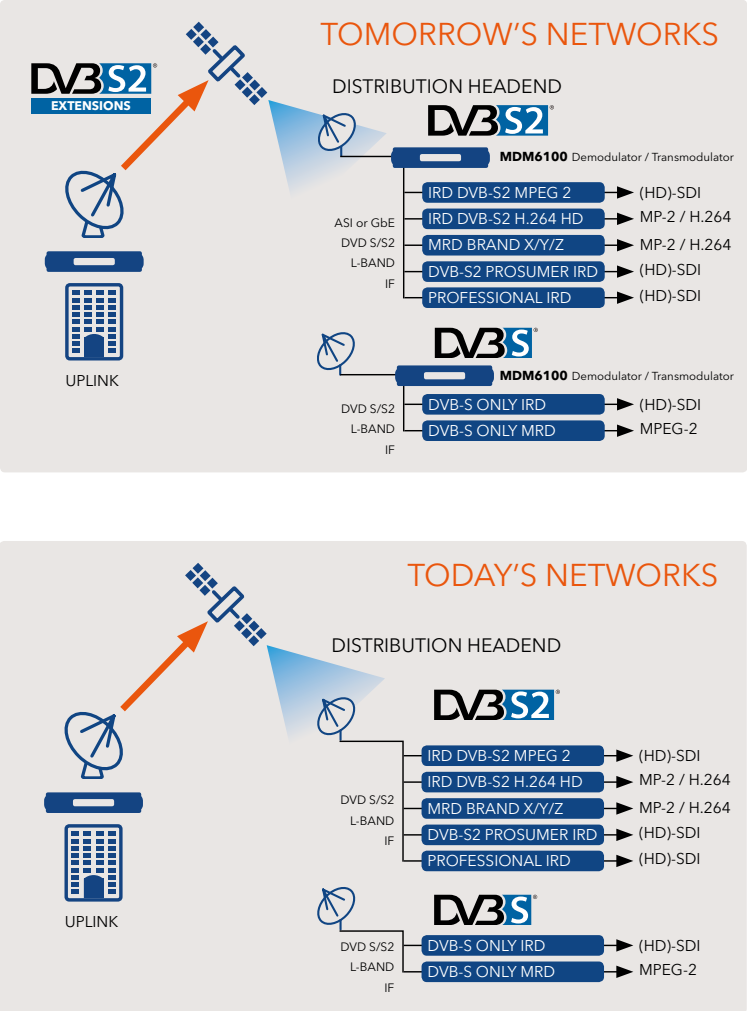 TOMORROW'S NETWORKS
DVB S2®
EXTENSIONS
DISTRIBUTION HEADEND
DVB S2®
MDM6100 Demodulator / Transmodulator
IRD DVB-S2 MPEG 2 (HD)-SDI
ASI or GbE IRD DVB-S2 H.264 HD MP-2 / H.264
DVD S/S2 MRD BRAND X/Y/Z MP-2 / H.264
L-BAND DVB-S2 PROSUMER IRD (HD)-SDI
IF PROFESSIONAL IRD (HD)-SDI
DVB S®
UPLINK
MDM6100 Demodulator / Transmodulator
DVD S/S2 DVB-S ONLY IRD (HD)-SDI
L-BAND DVB-S ONLY MRD MPEG-2
IF
TODAY'S NETWORKS
DISTRIBUTION HEADEND
DVB S2®
IRD DVB-S2 MPEG 2 (HD)-SDI
IRD DVB-S2 H.264 HD MP-2 / H.264
DVD S/S2 MRD BRAND X/Y/Z MP-2 / H.264
L-BAND DVB-S2 PROSUMER IRD (HD)-SDI
IF PROFESSIONAL IRD (HD)-SDI
DVB S®
UPLINK
DVD S/S2 DVB-S ONLY IRD (HD)-SDI
L-BAND DVB-S ONLY MRD MPEG-2
IF